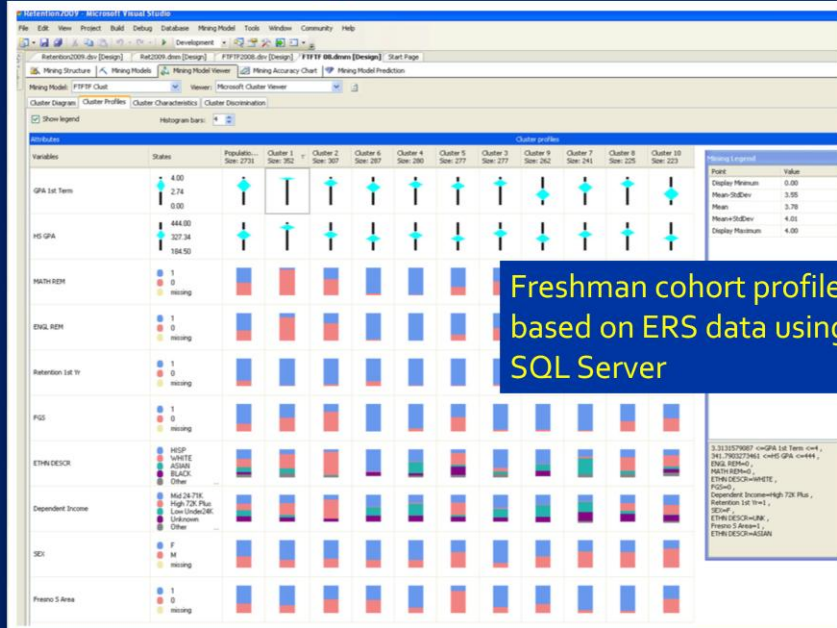 Retention2009 - Microsoft Visual Studio
File Edit View Project Build Debug Database Mining Model Tools Window Community Help
Development
Retention2009.dsv [Design] Ret2009.dmm [Design] FTFTF2008.dsv [Design] FTFTF 08.dmm [Design] Start Page
Mining Structure Mining Models Mining Model Viewer Mining Accuracy Chart Mining Model Prediction
Mining Model: FTFTF Clust Viewer: Microsoft Cluster Viewer
Cluster Diagram Cluster Profiles Cluster Characteristics Cluster Discrimination
Show legend Histogram bars: 4
Attributes Cluster profiles
Variables States Populatio... Cluster 1 Cluster 2 Cluster 6 Cluster 4 Cluster 5 Cluster 3 Cluster 9 Cluster 7 Cluster 8 Cluster 10
Size: 2731 Size: 352 Size: 307 Size: 287 Size: 280 Size: 277 Size: 277 Size: 262 Size: 241 Size: 225 Size: 223
GPA 1st Term
4.00
2.74
0.00
HS GPA
444.00
327.34
184.50
MATH REM
1
0
missing
ENGL REM
1
0
missing
Retention 1st Yr
1
0
missing
FGS
1
0
missing
ETHN DESCR
HISP
WHITE
ASIAN
BLACK
Other ...
Dependent Income
Mid 24-71K
High 72K Plus
Low Under24K
Unknown
Other ...
SEX
F
M
missing
Fresno S Area
1
0
missing
Mining Legend
Point Value
Display Minimum 0.00
Mean-StdDev 3.55
Mean 3.78
Mean+StdDev 4.01
Display Maximum 4.00
Freshman cohort profile
based on ERS data using
SQL Server
3.3131579087 <=GPA 1st Term <=4 ,
341.7903273461 <=HS GPA <=444 ,
ENGL REM=0 ,
MATH REM=0 ,
ETHN DESCR=WHITE ,
FGS=0 ,
Dependent Income=High 72K Plus ,
Retention 1st Yr=1 ,
SEX=F ,
ETHN DESCR=UNK ,
Fresno S Area=1 ,
ETHN DESCR=ASIAN